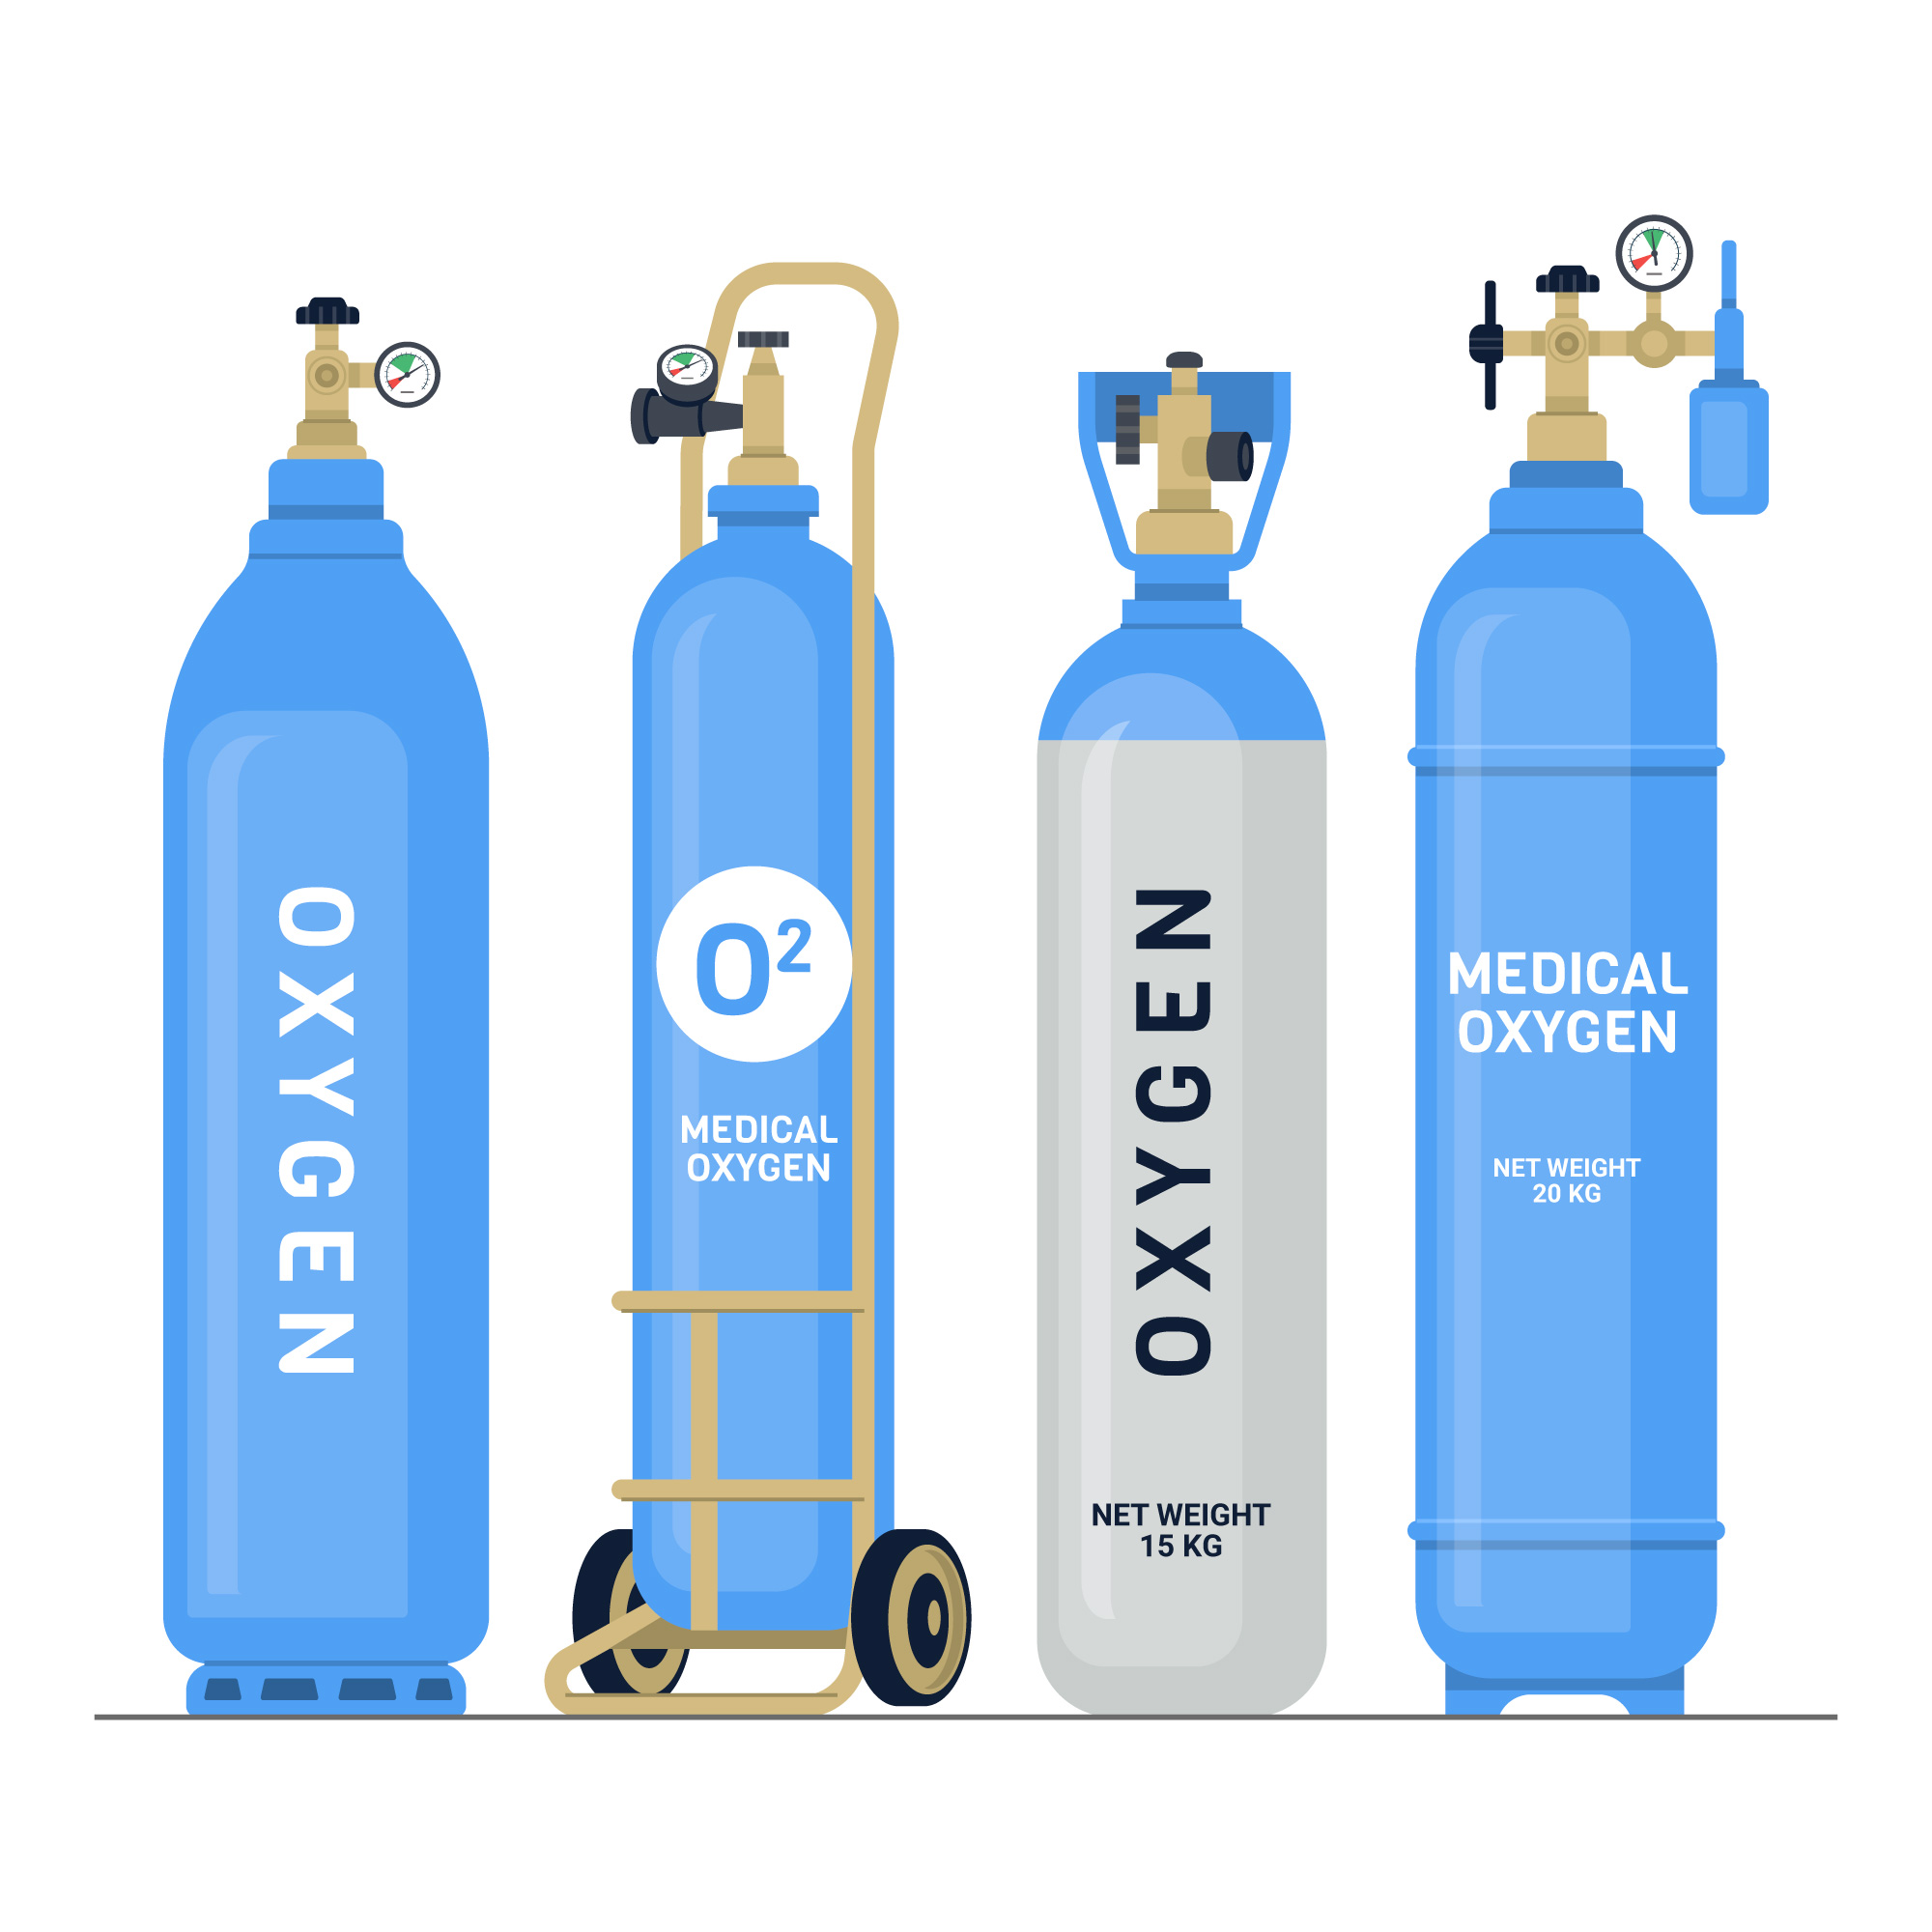 OXYGEN
O²
MEDICAL
OXYGEN
OXYGEN
NET WEIGHT
15 KG
MEDICAL
OXYGEN
NET WEIGHT
20 KG